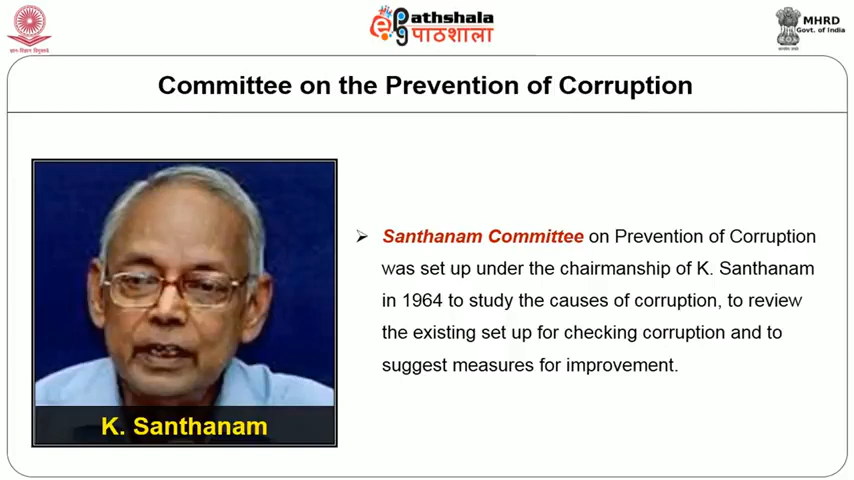 ePathshala
पाठशाला
MHRD
Govt. of India
Committee on the Prevention of Corruption
➢ Santhanam Committee on Prevention of Corruption
was set up under the chairmanship of K. Santhanam
in 1964 to study the causes of corruption, to review
the existing set up for checking corruption and to
suggest measures for improvement.
K. Santhanam